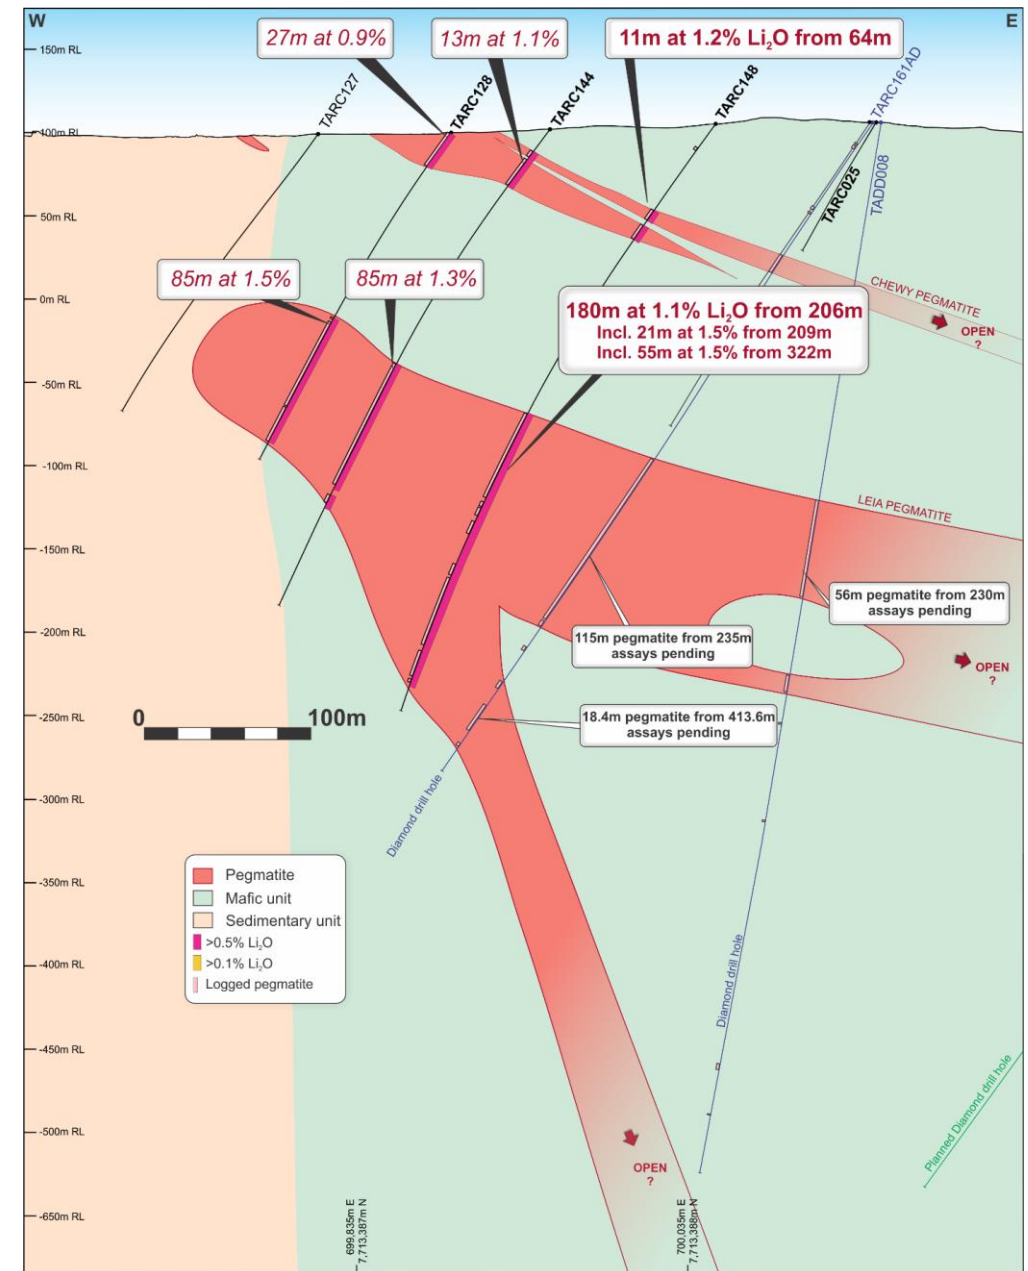 W
E
27m at 0.9%
13m at 1.1%
11m at 1.2% Li₂O from 64m
150m RL
100m RL
50m RL
0m RL
-50m RL
-100m RL
-150m RL
-200m RL
-250m RL
-300m RL
-350m RL
-400m RL
-450m RL
-500m RL
-550m RL
-600m RL
-650m RL
TARC127
TARC128
TARC144
TARC148
TARC161AD
TARC025
TADD008
85m at 1.5%
85m at 1.3%
180m at 1.1% Li₂O from 206m
Incl. 21m at 1.5% from 209m
Incl. 55m at 1.5% from 322m
CHEWY PEGMATITE
OPEN
?
LEIA PEGMATITE
56m pegmatite from 230m
assays pending
115m pegmatite from 235m
assays pending
OPEN
?
18.4m pegmatite from 413.6m
assays pending
0
100m
Diamond drill hole
Pegmatite
Mafic unit
Sedimentary unit
>0.5% Li₂O
>0.1% Li₂O
Logged pegmatite
Diamond drill hole
Planned Diamond drill hole
OPEN
?
699,835m E
7,713,387m N
700,035m E
7,713,388m N